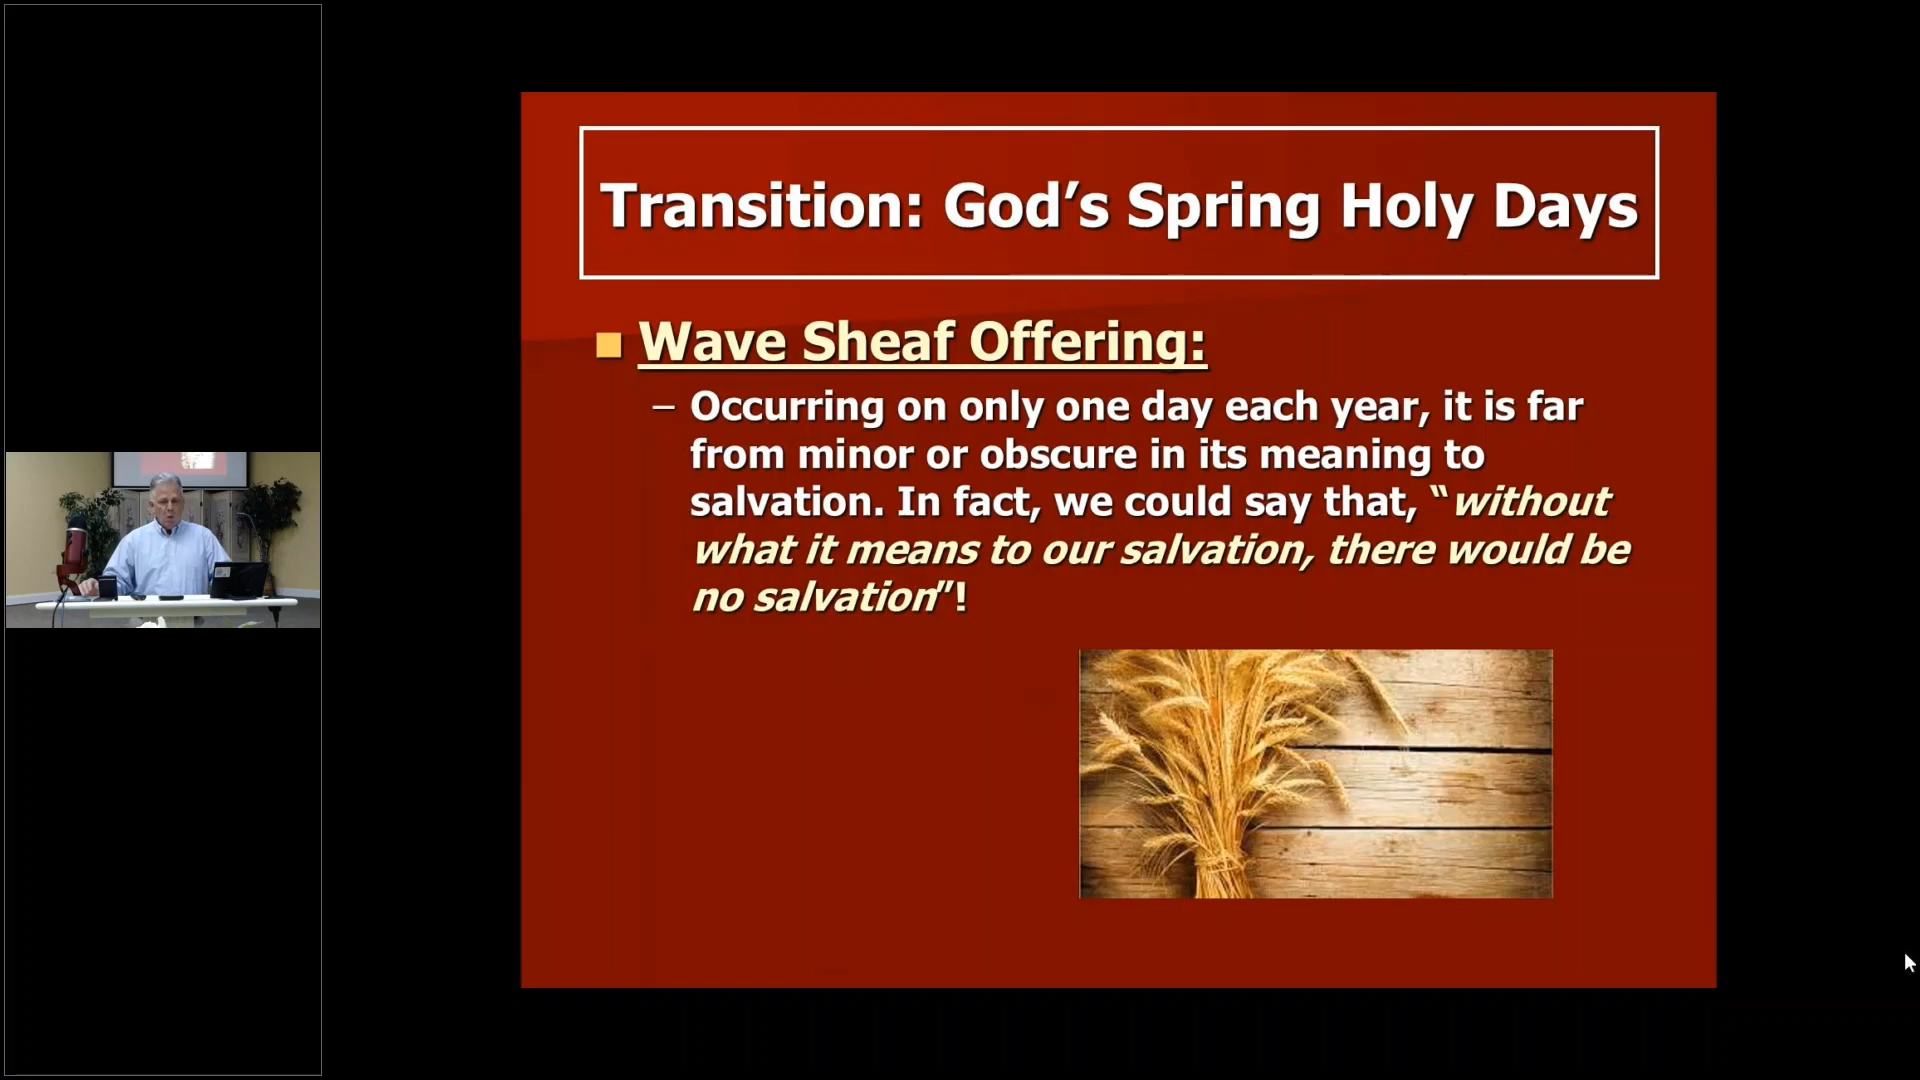 Transition: God’s Spring Holy Days
Wave Sheaf Offering:
– Occurring on only one day each year, it is far
from minor or obscure in its meaning to
salvation. In fact, we could say that, “without
what it means to our salvation, there would be
no salvation”!